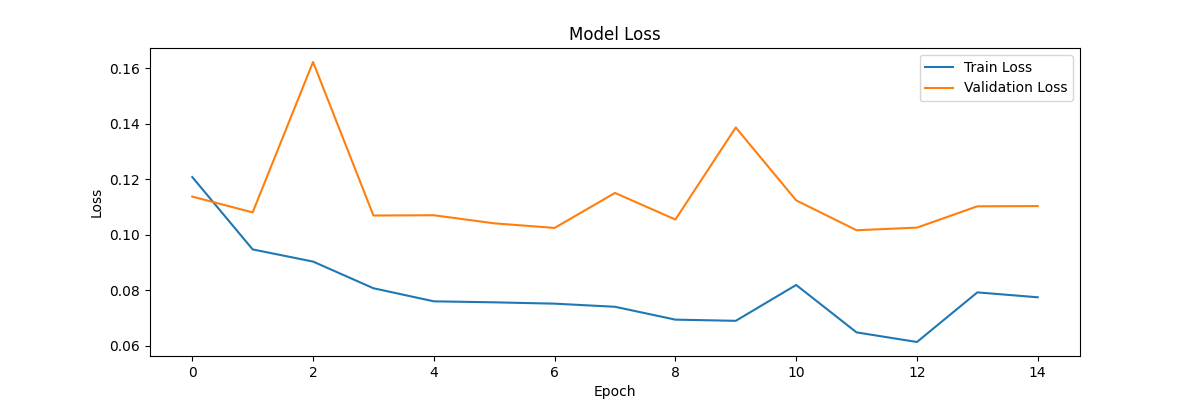 Model Loss
Train Loss
Validation Loss
0.16
0.14
0.12
0.10
0.08
0.06
Loss
0 2 4 6 8 10 12 14
Epoch